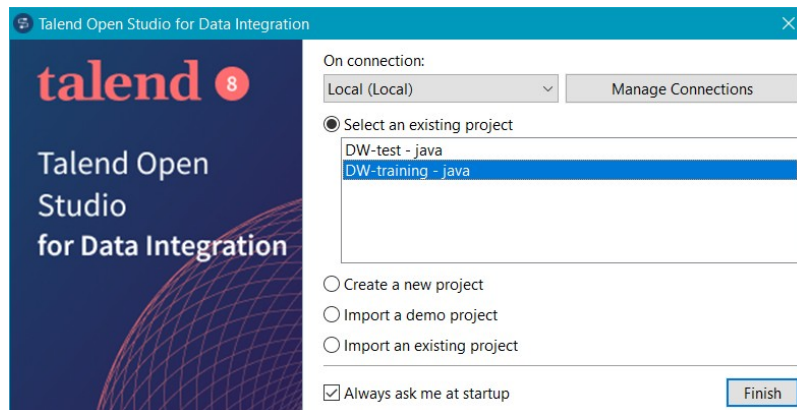 Talend Open Studio for Data Integration
talend 8
Talend Open
Studio
for Data Integration
On connection:
Local (Local)
Manage Connections
Select an existing project
DW-test - java
DW-training - java
Create a new project
Import a demo project
Import an existing project
Always ask me at startup
Finish